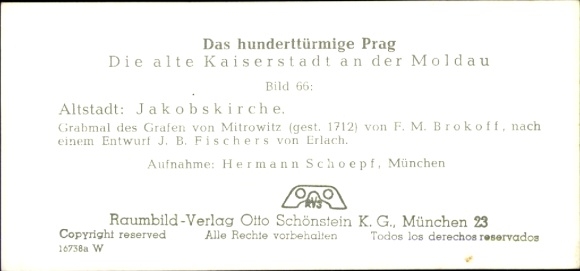 Das hunderttürmige Prag
Die alte Kaiserstadt an der Moldau
Bild 66:
Altstadt: Jakobskirche.
Grabmal des Grafen von Mitrowitz (gest. 1712) von F. M. Brokoff, nach
einem Entwurf J. B. Fischers von Erlach.
Aufnahme: Hermann Schoepf, München
RVS
Raumbild-Verlag Otto Schönstein K. G., München 23
Copyright reserved Alle Rechte vorbehalten Todos los derechos reservados
16738a W